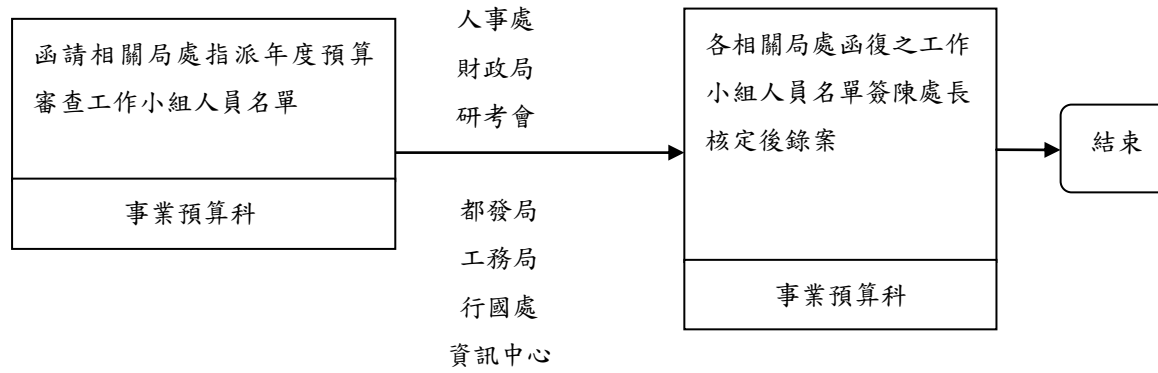 函請相關局處指派年度預算
審查工作小組人員名單
事業預算科
人事處
財政局
研考會
都發局
工務局
行國處
資訊中心
各相關局處函復之工作
小組人員名單簽陳處長
核定後錄案
事業預算科
結束